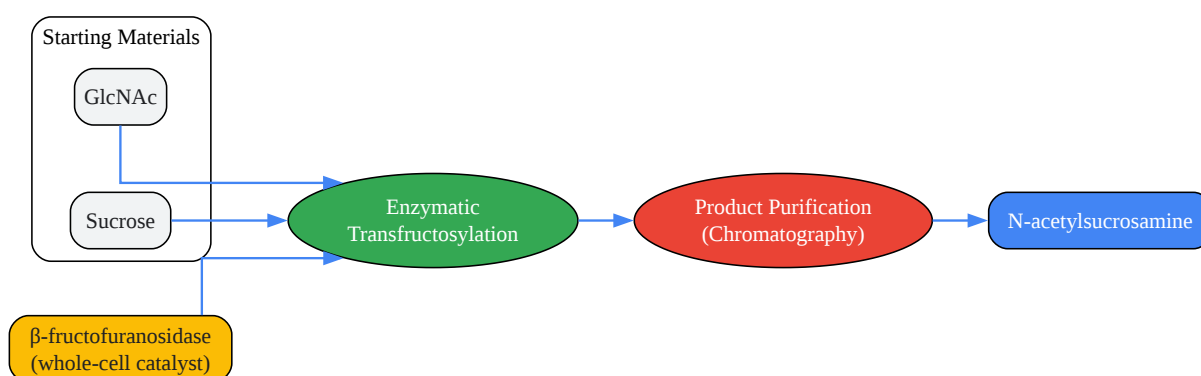 Starting Materials
GlcNAc
Sucrose
β-fructofuranosidase
(whole-cell catalyst)
Enzymatic
Transfructosylation
Product Purification
(Chromatography)
N-acetylsucrosamine